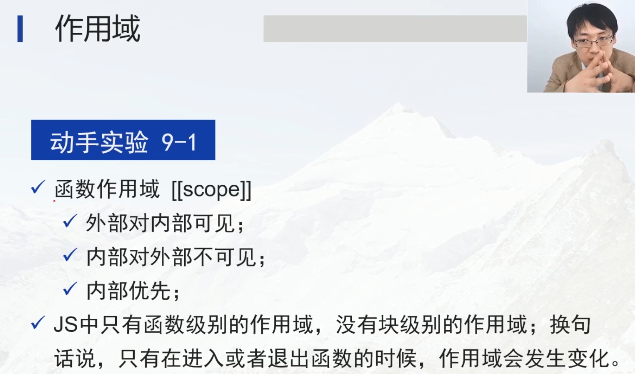 作用域
动手实验 9-1
函数作用域 [[scope]]
外部对内部可见；
内部对外部不可见；
内部优先；
JS中只有函数级别的作用域，没有块级别的作用域；换句
话说，只有在进入或者退出函数的时候，作用域会发生变化。